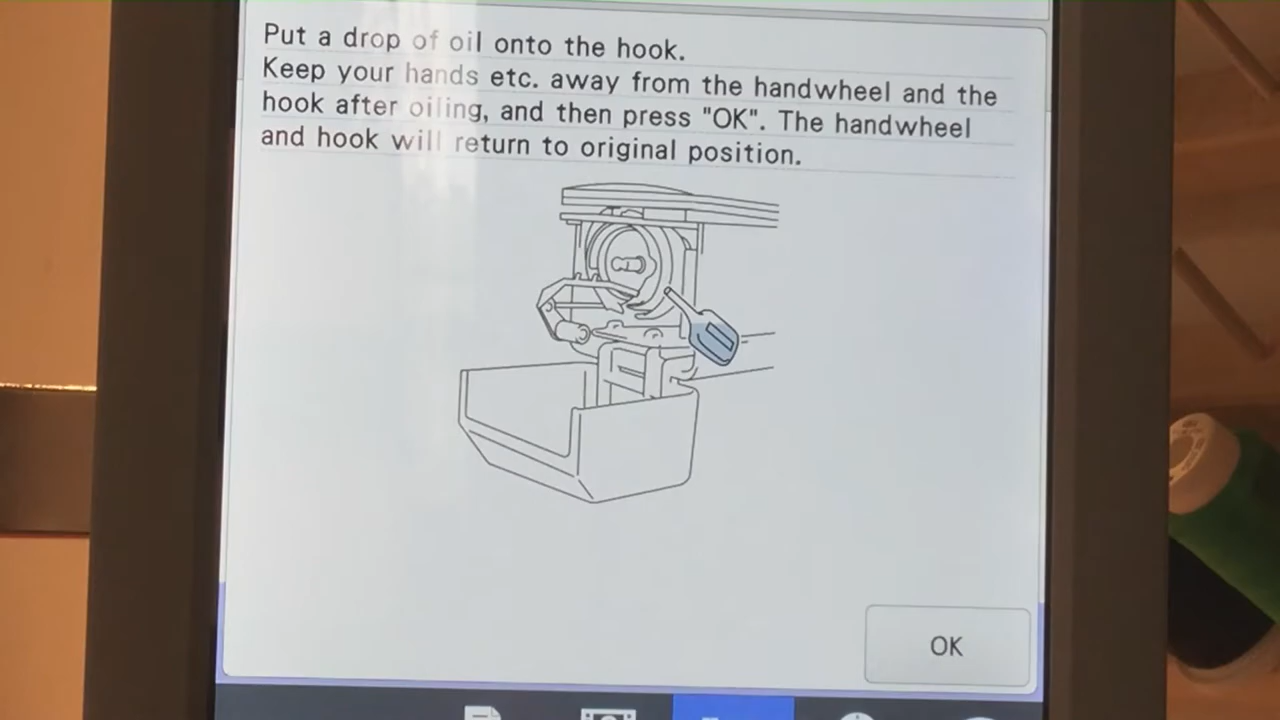 Put a drop of oil onto the hook.
Keep your hands etc. away from the handwheel and the
hook after oiling, and then press "OK". The handwheel
and hook will return to original position.
OK